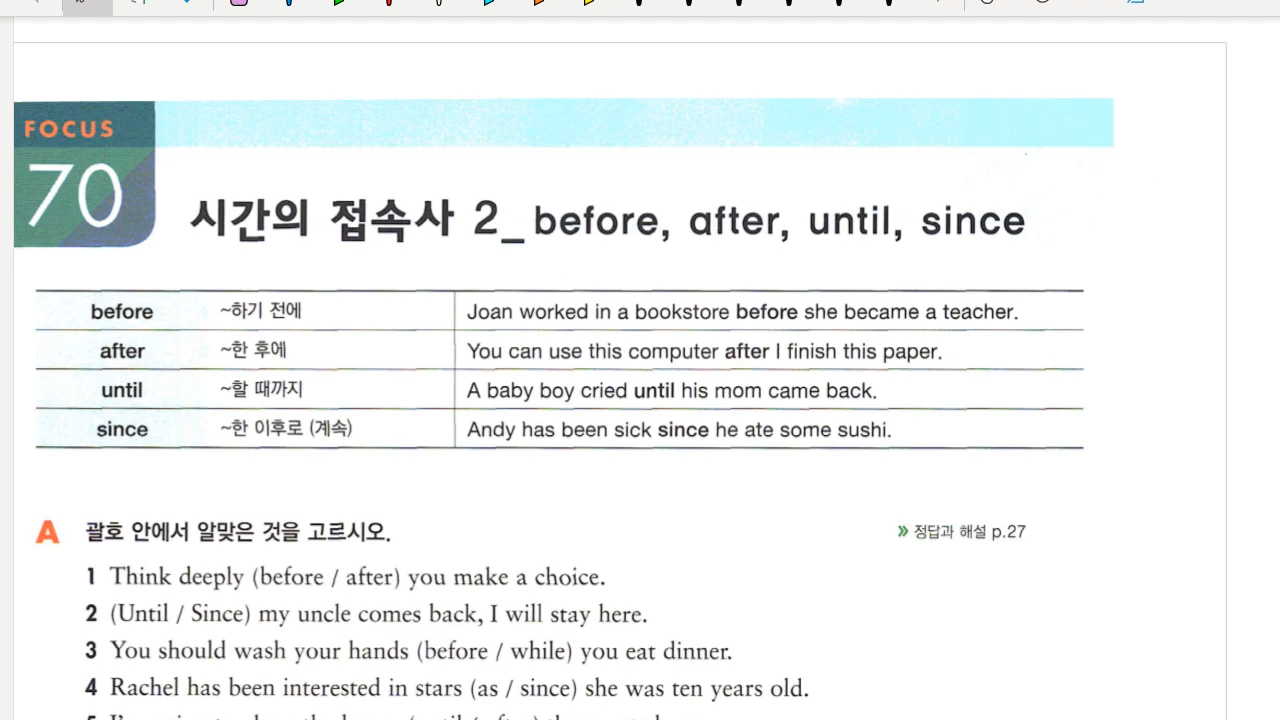 FOCUS
70
시간의 접속사 2_ before, after, until, since
before ~하기 전에 Joan worked in a bookstore before she became a teacher.
after ~한 후에 You can use this computer after I finish this paper.
until ~할 때까지 A baby boy cried until his mom came back.
since ~한 이후로 (계속) Andy has been sick since he ate some sushi.
A 괄호 안에서 알맞은 것을 고르시오. » 정답과 해설 p.27
1 Think deeply (before / after) you make a choice.
2 (Until / Since) my uncle comes back, I will stay here.
3 You should wash your hands (before / while) you eat dinner.
4 Rachel has been interested in stars (as / since) she was ten years old.